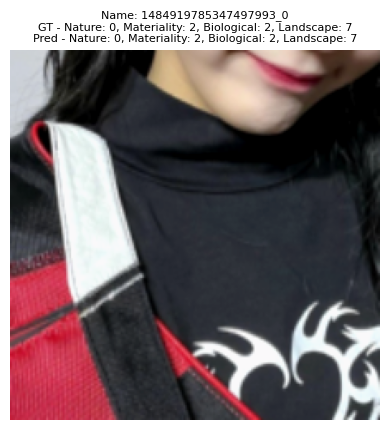 Name: 1484919785347497993_0
GT - Nature: 0, Materiality: 2, Biological: 2, Landscape: 7
Pred - Nature: 0, Materiality: 2, Biological: 2, Landscape: 7